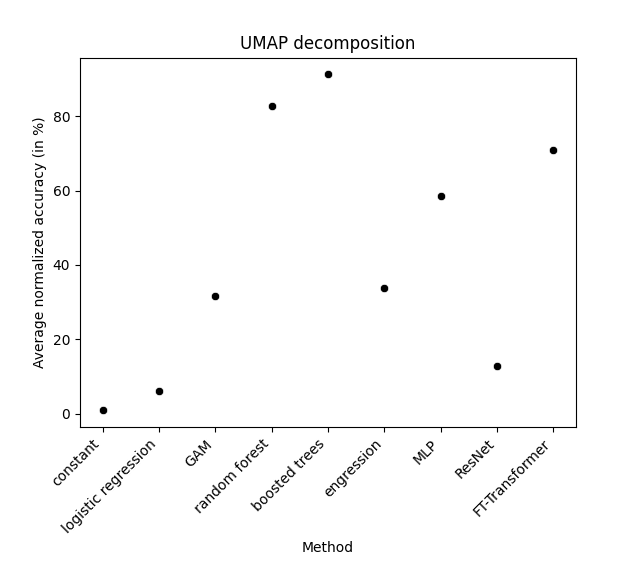 UMAP decomposition
Average normalized accuracy (in %)
80
60
40
20
0
constant
logistic regression
GAM
random forest
boosted trees
engression
MLP
ResNet
FT-Transformer
Method